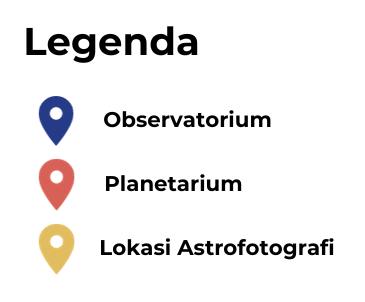 Legenda
Observatorium
Planetarium
Lokasi Astrofotografi